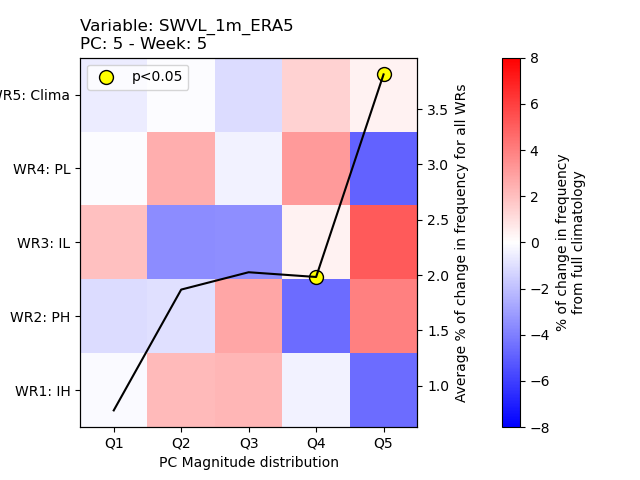 Variable: SWVL_1m_ERA5
PC: 5 - Week: 5
p<0.05
WR5: Clima
WR4: PL
WR3: IL
WR2: PH
WR1: IH
Q1 Q2 Q3 Q4 Q5
PC Magnitude distribution
3.5
3.0
2.5
2.0
1.5
1.0
Average % of change in frequency for all WRs
8
6
4
2
0
−2
−4
−6
−8
% of change in frequency
from full climatology